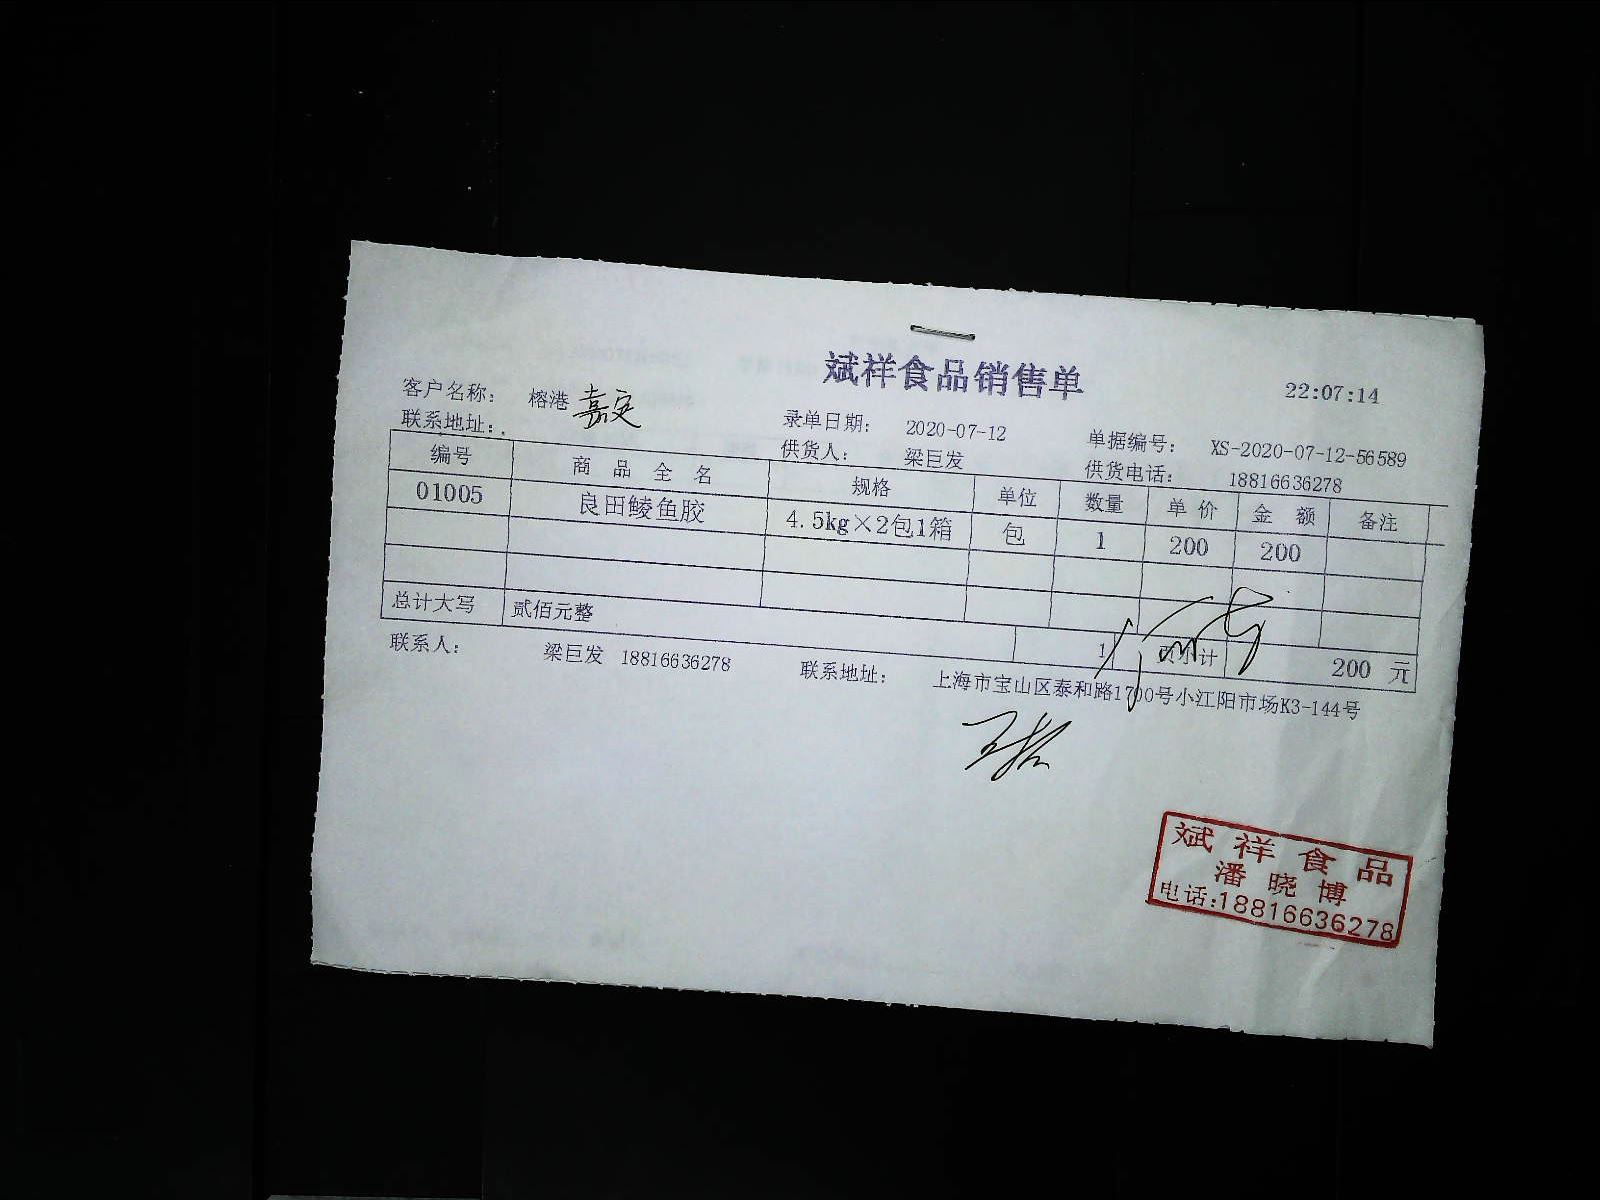 斌祥食品销售单
22:07:14
客户名称: 榕港 嘉定 录单日期: 2020-07-12 单据编号: XS-2020-07-12-56589
联系地址: 供货人: 梁巨发 供货电话: 18816636278
编号 商品全名 规格 单位 数量 单价 金额 备注
01005 良田鲮鱼胶 4.5kg×2包1箱 包 1 200 200
总计大写 贰佰元整 1 页小计 200 元
联系人: 梁巨发 18816636278 联系地址: 上海市宝山区泰和路1700号小江阳市场K3-144号
斌祥食品
潘晓博
电话:18816636278